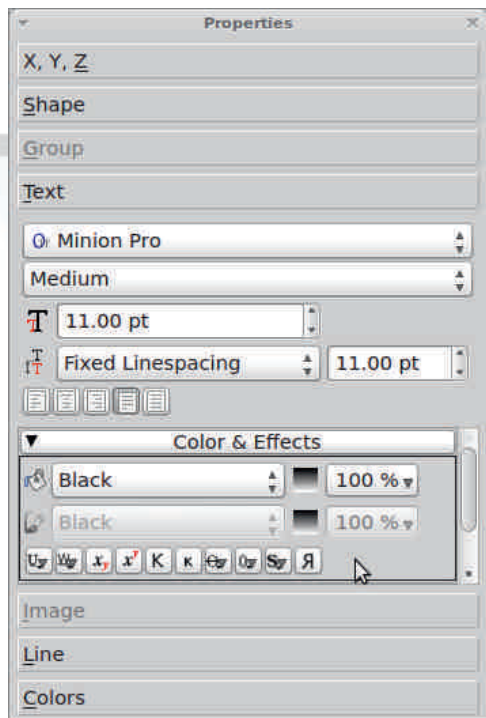 Properties
X, Y, Z
Shape
Group
Text
Minion Pro
Medium
11.00 pt
Fixed Linespacing 11.00 pt
Color & Effects
Black 100 %
Black 100 %
U W x, xʸ K K O O S Я
Image
Line
Colors